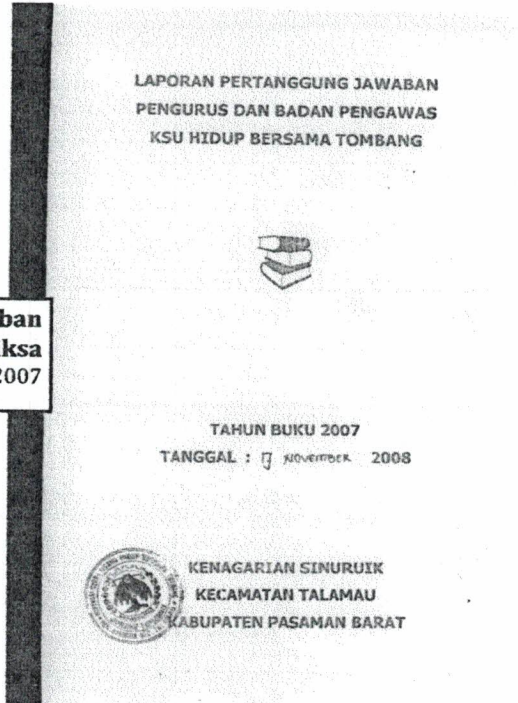 LAPORAN PERTANGGUNG JAWABAN
PENGURUS DAN BADAN PENGAWAS
KSU HIDUP BERSAMA TOMBANG
ban
ksa
2007
TAHUN BUKU 2007
TANGGAL : NOVEMBER 2008
KENAGARIAN SINURUIK
KECAMATAN TALAMAU
KABUPATEN PASAMAN BARAT